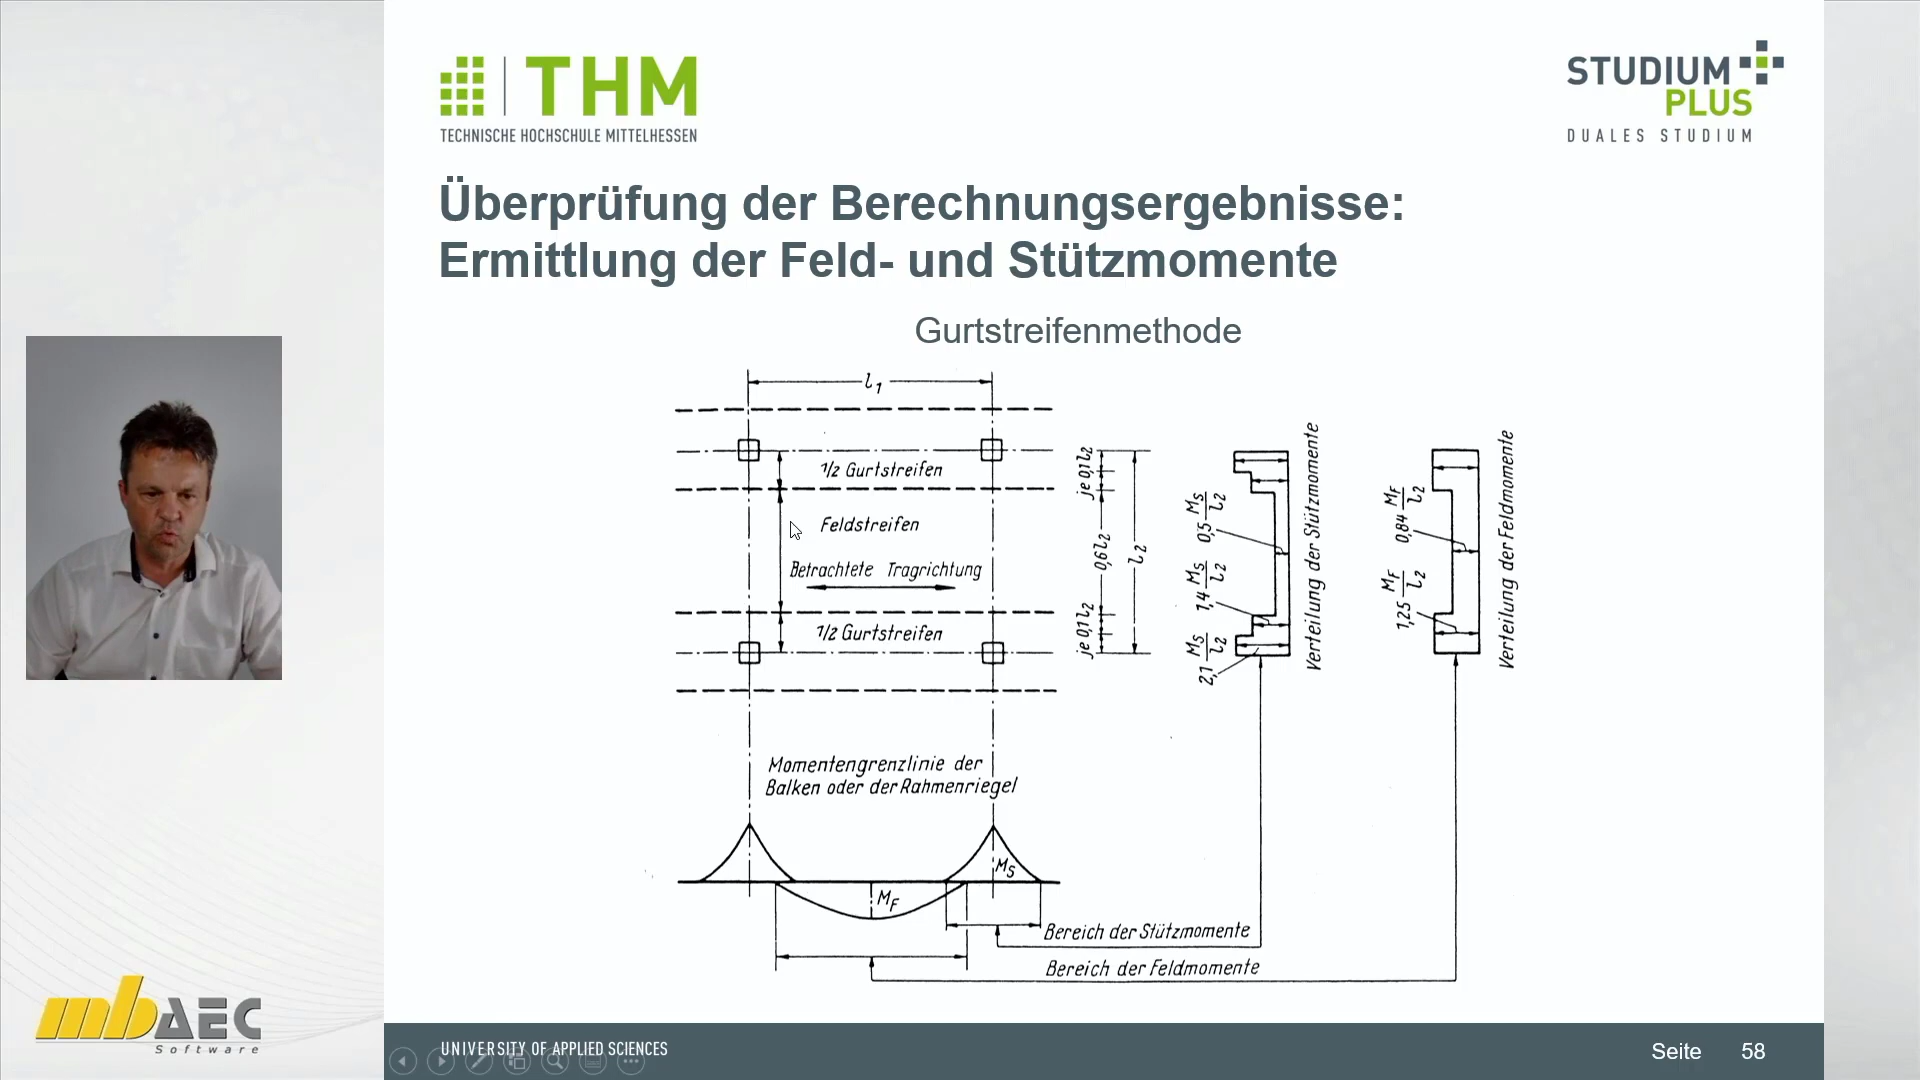 THM
TECHNISCHE HOCHSCHULE MITTELHESSEN
STUDIUM
PLUS
DUALES STUDIUM
Überprüfung der Berechnungsergebnisse:
Ermittlung der Feld- und Stützmomente
Gurtstreifenmethode
l1
1/2 Gurtstreifen
Feldstreifen
Betrachtete Tragrichtung
1/2 Gurtstreifen
je 0,1 l2
0,6 l2
je 0,1 l2
l2
0,5 MS/l2
1,4 MS/l2
2,1 MS/l2
Verteilung der Stützmomente
0,84 MF/l2
1,25 MF/l2
Verteilung der Feldmomente
Momentengrenzlinie der
Balken oder der Rahmenriegel
MS
MF
Bereich der Stützmomente
Bereich der Feldmomente
mb AEC
Software
UNIVERSITY OF APPLIED SCIENCES
Seite 58